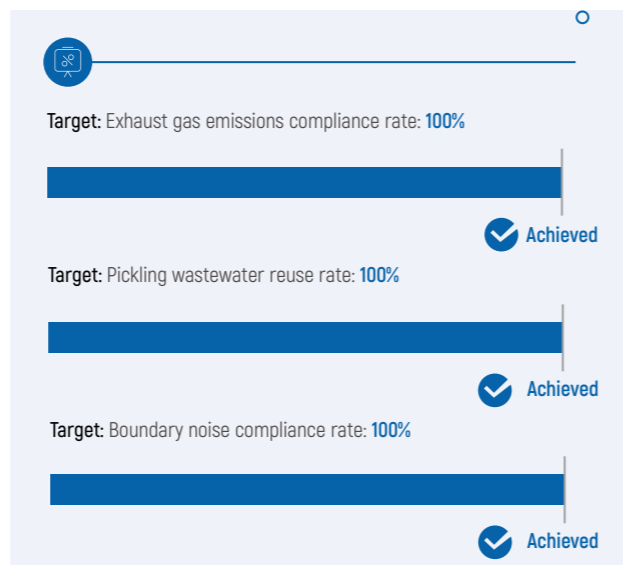 Target: Exhaust gas emissions compliance rate: 100%
Achieved
Target: Pickling wastewater reuse rate: 100%
Achieved
Target: Boundary noise compliance rate: 100%
Achieved